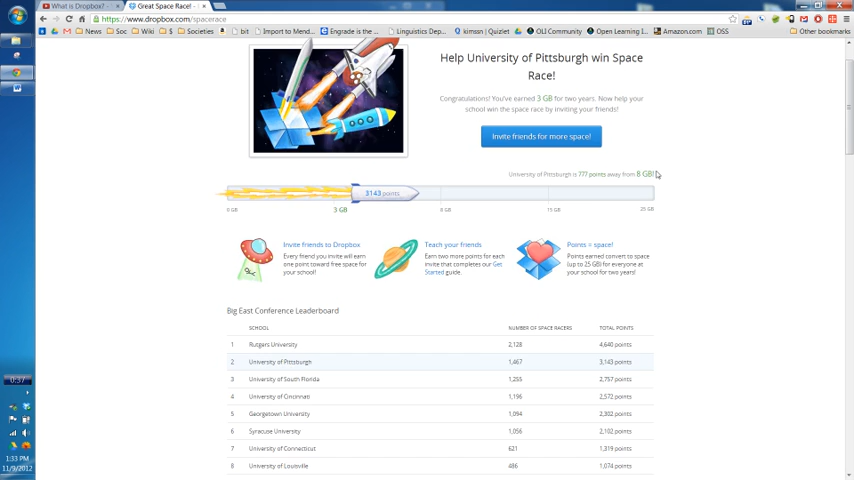 What is Dropbox? -
Great Space Race! -
https://www.dropbox.com/spacerace
News
Soc
Wiki
$
Societies
bit
Import to Mend...
Engrade is the...
Linguistics Dep...
kimssn | Quizlet
OLI Community
Open Learning I...
Amazon.com
OSS
Other bookmarks
Help University of Pittsburgh win Space
Race!
Congratulations! You've earned 3 GB for two years. Now help your
school win the space race by inviting your friends!
Invite friends for more space!
University of Pittsburgh is 777 points away from 8 GB!
3143 points
0 GB
3 GB
8 GB
15 GB
25 GB
Invite friends to Dropbox
Every friend you invite will earn
one point toward free space for
your school!
Teach your friends
Earn two more points for each
invite that completes our Get
Started guide.
Points = space!
Points earned convert to space
(up to 25 GB) for everyone at
your school for two years!
Big East Conference Leaderboard
SCHOOL NUMBER OF SPACE RACERS TOTAL POINTS
1 Rutgers University 2,128 4,640 points
2 University of Pittsburgh 1,467 3,143 points
3 University of South Florida 1,255 2,757 points
4 University of Cincinnati 1,196 2,572 points
5 Georgetown University 1,094 2,302 points
6 Syracuse University 1,056 2,102 points
7 University of Connecticut 621 1,319 points
8 University of Louisville 486 1,074 points
0:37
1:33 PM
11/9/2012